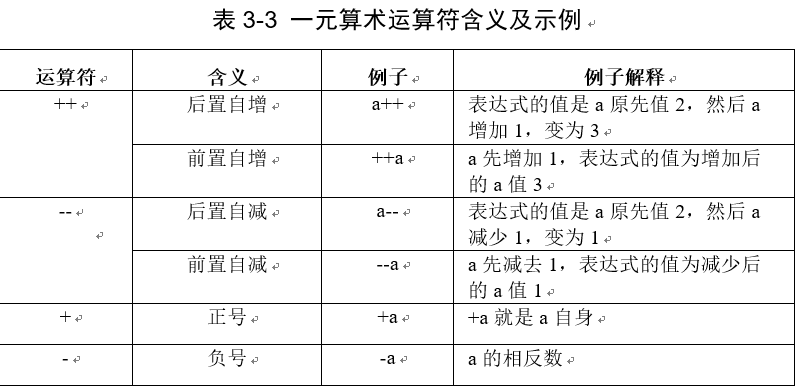 表 3-3 一元算术运算符含义及示例
运算符 含义 例子 例子解释
++ 后置自增 a++ 表达式的值是 a 原先值 2，然后 a
增加 1，变为 3
前置自增 ++a a 先增加 1，表达式的值为增加后
的 a 值 3
-- 后置自减 a-- 表达式的值是 a 原先值 2，然后 a
减少 1，变为 1
前置自减 --a a 先减去 1，表达式的值为减少后
的 a 值 1
+ 正号 +a +a 就是 a 自身
- 负号 -a a 的相反数